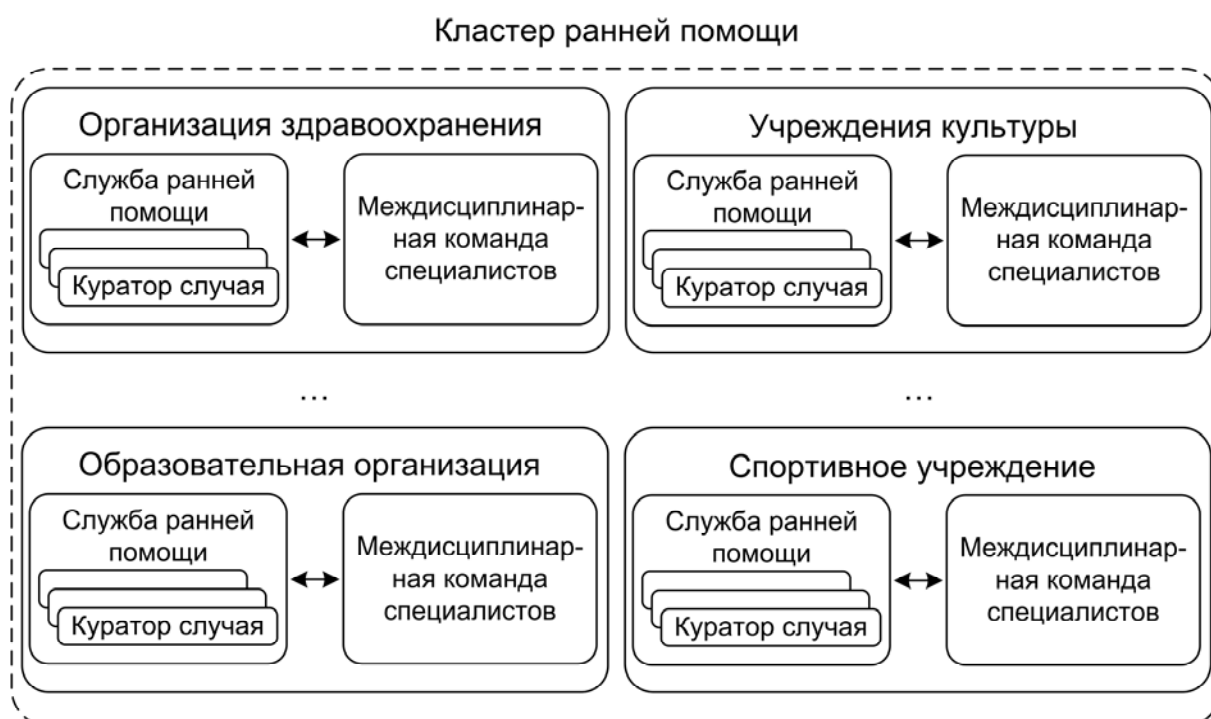 Кластер ранней помощи
Организация здравоохранения
Служба ранней
помощи
Куратор случая
Междисциплинар-
ная команда
специалистов
Учреждения культуры
Служба ранней
помощи
Куратор случая
Междисциплинар-
ная команда
специалистов
...
...
Образовательная организация
Служба ранней
помощи
Куратор случая
Междисциплинар-
ная команда
специалистов
Спортивное учреждение
Служба ранней
помощи
Куратор случая
Междисциплинар-
ная команда
специалистов